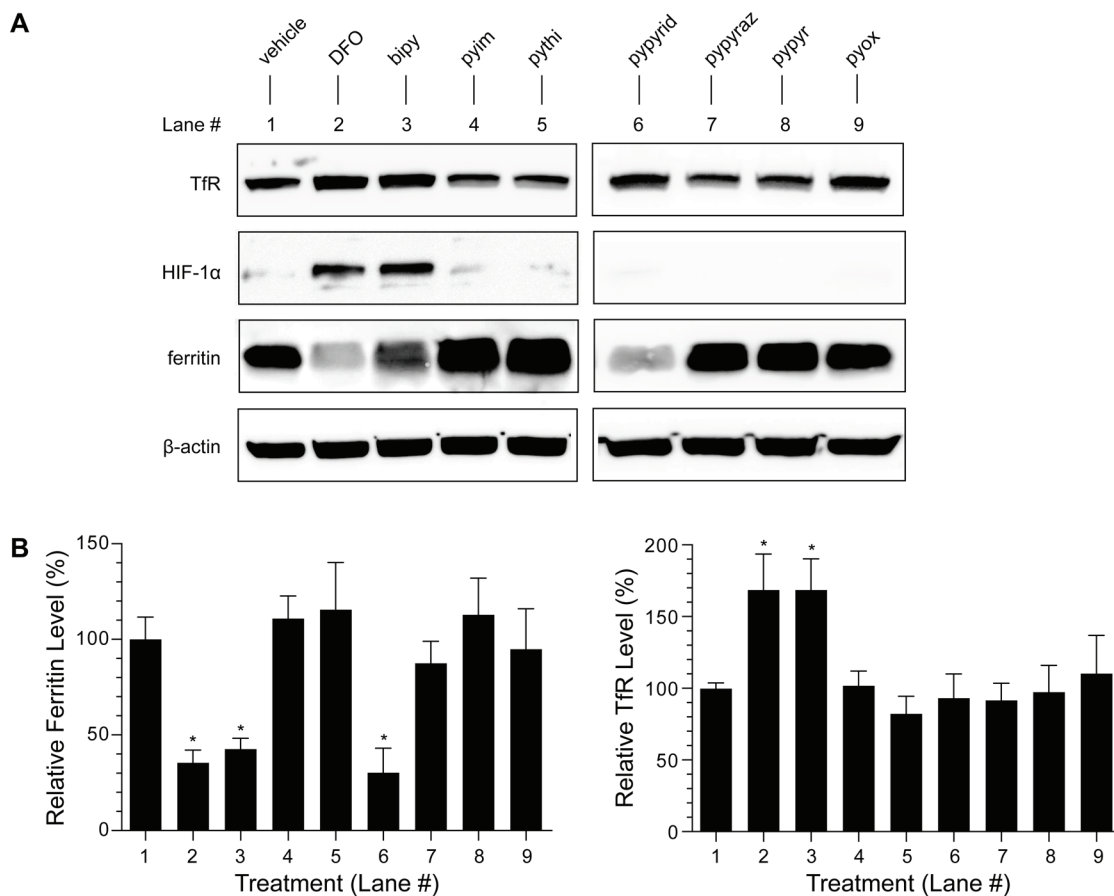 A
vehicle DFO bipy pyim pythi pypyrid pypyraz pypyr pyox
Lane # 1 2 3 4 5 6 7 8 9
TfR
HIF-1α
ferritin
β-actin
B
Relative Ferritin Level (%)
150
100
50
0
* * *
1 2 3 4 5 6 7 8 9
Treatment (Lane #)
Relative TfR Level (%)
200
150
100
50
0
* *
1 2 3 4 5 6 7 8 9
Treatment (Lane #)